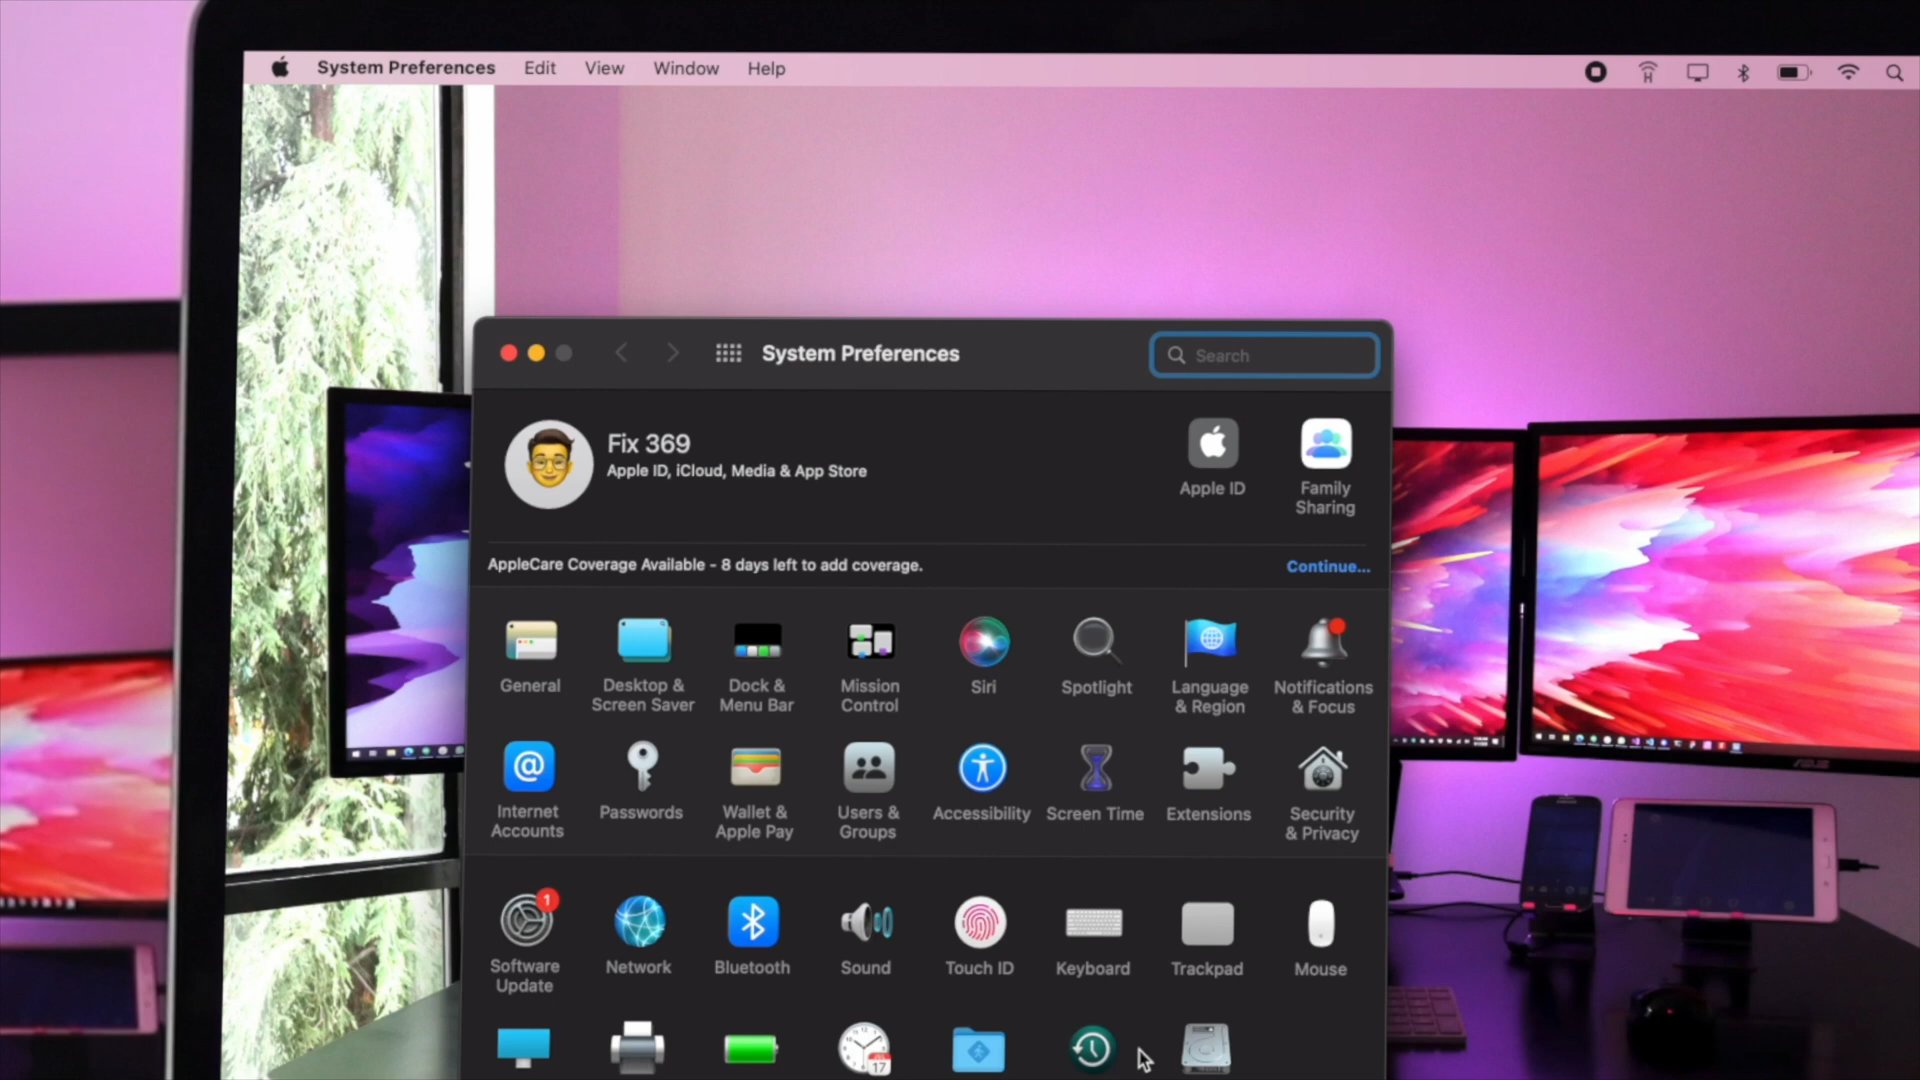 System Preferences Edit View Window Help
System Preferences
Search
Fix 369
Apple ID, iCloud, Media & App Store
Apple ID
Family
Sharing
AppleCare Coverage Available - 8 days left to add coverage.
Continue...
General
Desktop &
Screen Saver
Dock &
Menu Bar
Mission
Control
Siri
Spotlight
Language
& Region
Notifications
& Focus
Internet
Accounts
Passwords
Wallet &
Apple Pay
Users &
Groups
Accessibility
Screen Time
Extensions
Security
& Privacy
1
Software
Update
Network
Bluetooth
Sound
Touch ID
Keyboard
Trackpad
Mouse
17
ASUS